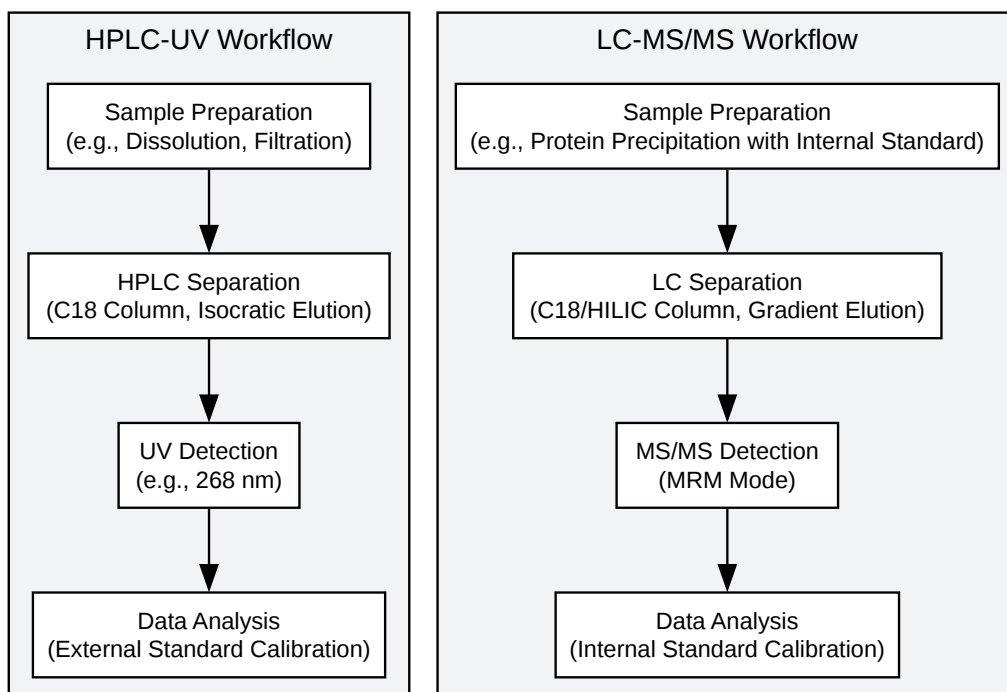 HPLC-UV Workflow
Sample Preparation
(e.g., Dissolution, Filtration)
HPLC Separation
(C18 Column, Isocratic Elution)
UV Detection
(e.g., 268 nm)
Data Analysis
(External Standard Calibration)
LC-MS/MS Workflow
Sample Preparation
(e.g., Protein Precipitation with Internal Standard)
LC Separation
(C18/HILIC Column, Gradient Elution)
MS/MS Detection
(MRM Mode)
Data Analysis
(Internal Standard Calibration)